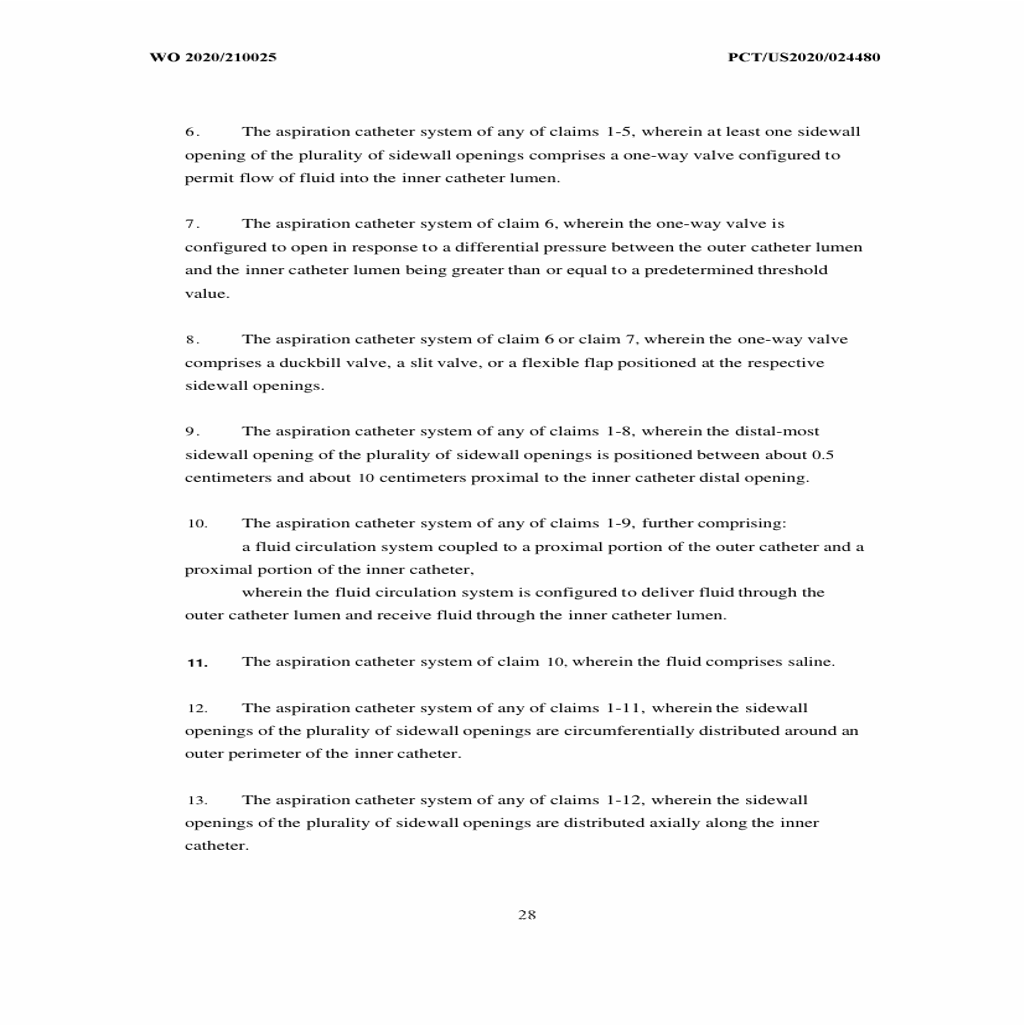 WO 2020/210025 PCT/US2020/024480
6. The aspiration catheter system of any of claims 1-5, wherein at least one sidewall
opening of the plurality of sidewall openings comprises a one-way valve configured to
permit flow of fluid into the inner catheter lumen.
7. The aspiration catheter system of claim 6, wherein the one-way valve is
configured to open in response to a differential pressure between the outer catheter lumen
and the inner catheter lumen being greater than or equal to a predetermined threshold
value.
8. The aspiration catheter system of claim 6 or claim 7, wherein the one-way valve
comprises a duckbill valve, a slit valve, or a flexible flap positioned at the respective
sidewall openings.
9. The aspiration catheter system of any of claims 1-8, wherein the distal-most
sidewall opening of the plurality of sidewall openings is positioned between about 0.5
centimeters and about 10 centimeters proximal to the inner catheter distal opening.
10. The aspiration catheter system of any of claims 1-9, further comprising:
a fluid circulation system coupled to a proximal portion of the outer catheter and a
proximal portion of the inner catheter,
wherein the fluid circulation system is configured to deliver fluid through the
outer catheter lumen and receive fluid through the inner catheter lumen.
11. The aspiration catheter system of claim 10, wherein the fluid comprises saline.
12. The aspiration catheter system of any of claims 1-11, wherein the sidewall
openings of the plurality of sidewall openings are circumferentially distributed around an
outer perimeter of the inner catheter.
13. The aspiration catheter system of any of claims 1-12, wherein the sidewall
openings of the plurality of sidewall openings are distributed axially along the inner
catheter.
28